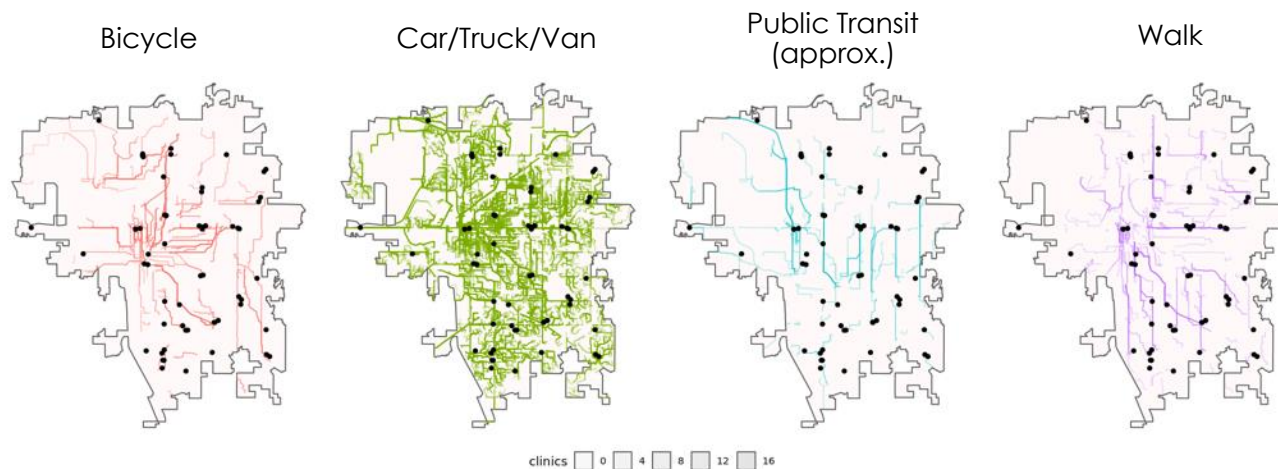 Bicycle
Car/Truck/Van
Public Transit
(approx.)
Walk
clinics 0 4 8 12 16